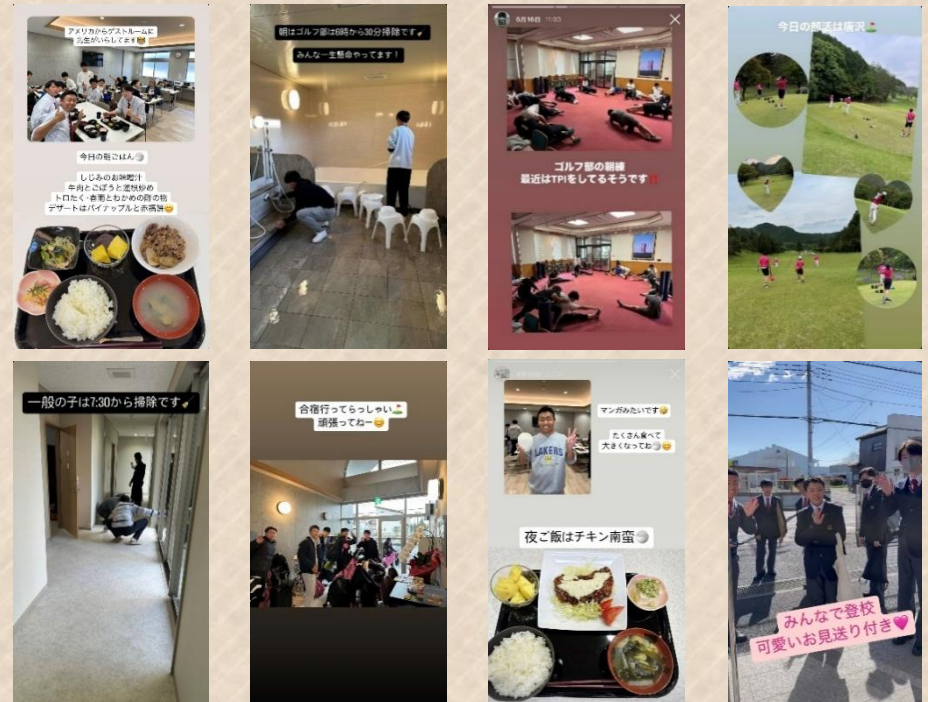 アメリカからゲストルームに
先生がいらしてます
今日の朝ごはん🍚
しじみのお味噌汁
牛肉とごぼうと蓮根炒め
トロたく・春雨とわかめの酢の物
デザートはパイナップルと赤福餅😊
朝はゴルフ部は6時から30分掃除です🧹
みんな一生懸命やってます!
5月16日 11:03
ゴルフ部の朝練
最近はTPIをしてるそうです‼️
今日の部活は唐沢⛳
一般の子は7:30から掃除です🧹
合宿行ってらっしゃい⛳
頑張ってねー😊
マンガみたいです🤣
たくさん食べて
大きくなってね🍚😊
LAKERS
夜ご飯はチキン南蛮🍚
みんなで登校
可愛いお見送り付き🩷